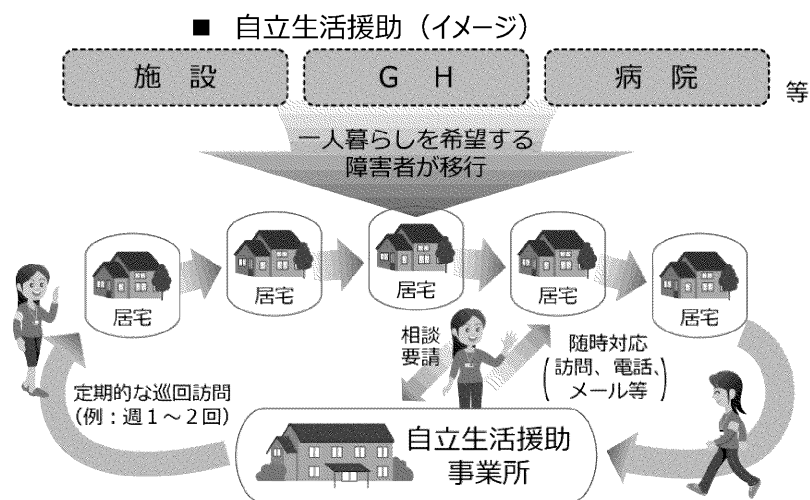 ■ 自立生活援助（イメージ）
施 設
G H
病 院
等
一人暮らしを希望する
障害者が移行
居宅
居宅
居宅
居宅
居宅
相談
要請
随時対応
(訪問、電話、
メール等)
定期的な巡回訪問
(例：週１～２回)
自立生活援助
事業所